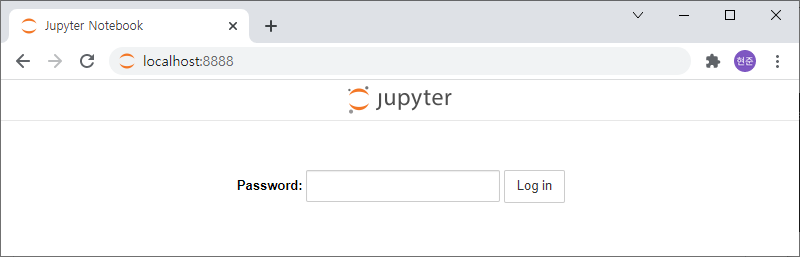 Jupyter Notebook
localhost:8888
현준
jupyter
Password:
Log in